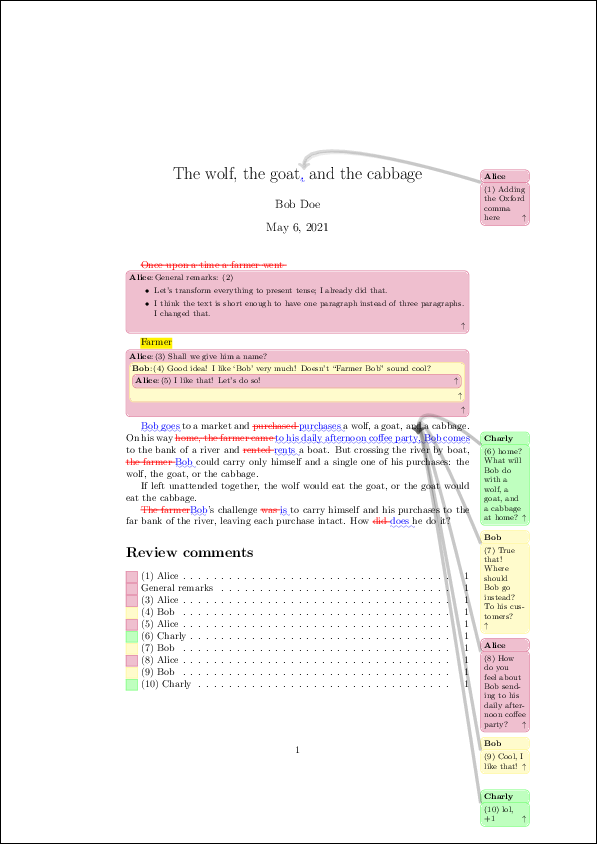 The wolf, the goat, and the cabbage
Bob Doe
May 6, 2021
Alice
(1) Adding
the Oxford
comma
here ↑
Once upon a time a farmer went
Alice: General remarks: (2)
• Let's transform everything to present tense; I already did that.
• I think the text is short enough to have one paragraph instead of three paragraphs.
I changed that.
↑
Farmer
Alice: (3) Shall we give him a name?
Bob: (4) Good idea! I like ‘Bob’ very much! Doesn't “Farmer Bob” sound cool?
Alice: (5) I like that! Let's do so! ↑
↑
↑
Bob goes to a market and purchased purchases a wolf, a goat, and a cabbage.
On his way home, the farmer came to his daily afternoon coffee party, Bob comes
to the bank of a river and rented rents a boat. But crossing the river by boat,
the farmer Bob could carry only himself and a single one of his purchases: the
wolf, the goat, or the cabbage.
If left unattended together, the wolf would eat the goat, or the goat would
eat the cabbage.
The farmerBob's challenge was is to carry himself and his purchases to the
far bank of the river, leaving each purchase intact. How did does he do it?
Charly
(6) home?
What will
Bob do
with a
wolf, a
goat, and
a cabbage
at home? ↑
Bob
(7) True
that!
Where
should
Bob go
instead?
To his cus-
tomers?
↑
Alice
(8) How
do you
feel about
Bob send-
ing to his
daily after-
noon coffee
party? ↑
Bob
(9) Cool, I
like that! ↑
Charly
(10) lol,
+1 ↑
Review comments
(1) Alice . . . . . . . . . . . . . . . . . . . . . . . . . . . . . . 1
General remarks . . . . . . . . . . . . . . . . . . . . . . . . . . 1
(3) Alice . . . . . . . . . . . . . . . . . . . . . . . . . . . . . . 1
(4) Bob . . . . . . . . . . . . . . . . . . . . . . . . . . . . . . 1
(5) Alice . . . . . . . . . . . . . . . . . . . . . . . . . . . . . . 1
(6) Charly . . . . . . . . . . . . . . . . . . . . . . . . . . . . . 1
(7) Bob . . . . . . . . . . . . . . . . . . . . . . . . . . . . . . 1
(8) Alice . . . . . . . . . . . . . . . . . . . . . . . . . . . . . . 1
(9) Bob . . . . . . . . . . . . . . . . . . . . . . . . . . . . . . 1
(10) Charly . . . . . . . . . . . . . . . . . . . . . . . . . . . . 1
1